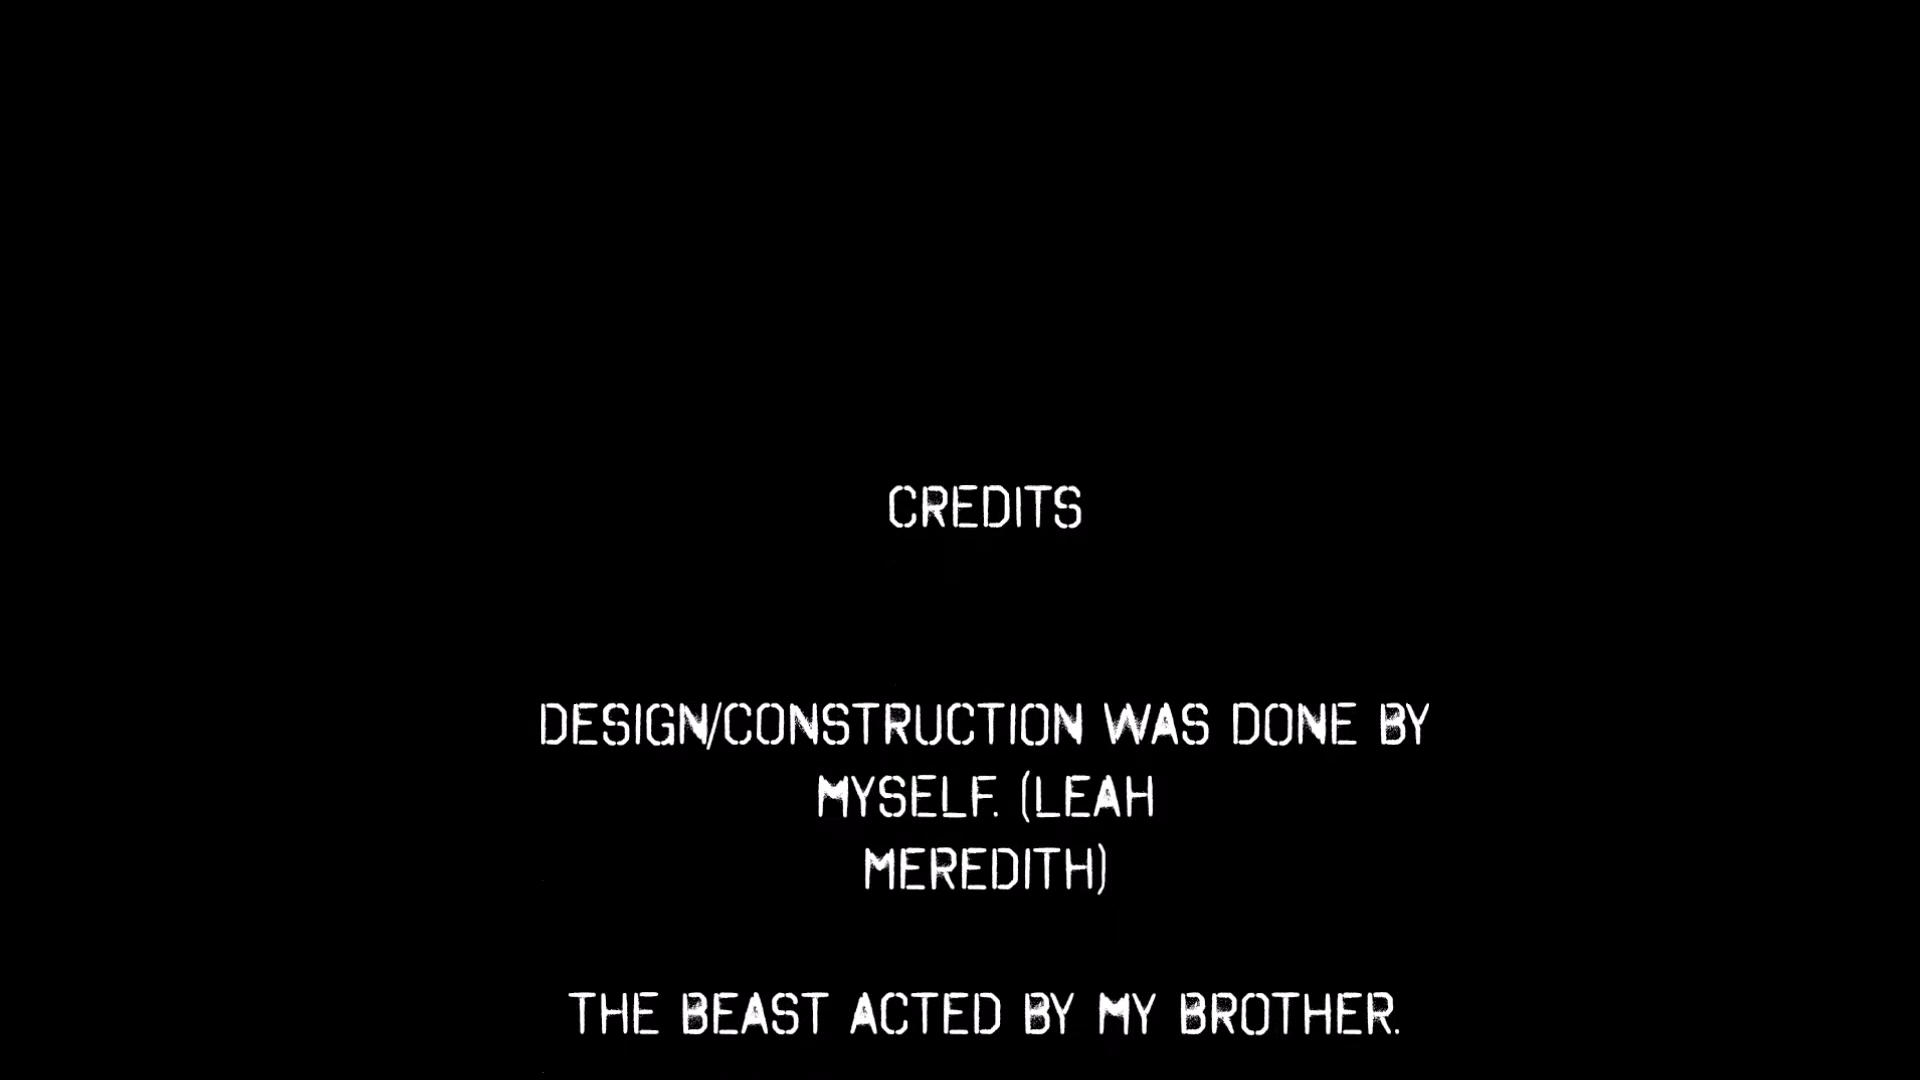 CREDITS
DESIGN/CONSTRUCTION WAS DONE BY
MYSELF. (LEAH
MEREDITH)
THE BEAST ACTED BY MY BROTHER.